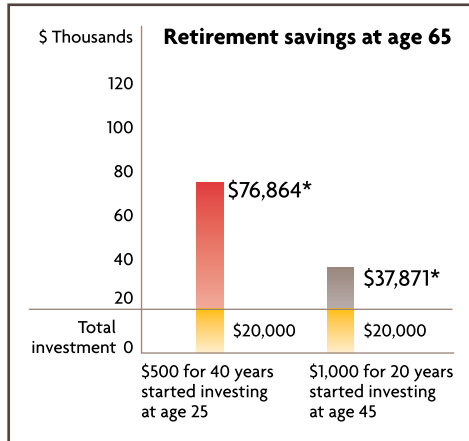 $ Thousands
Retirement savings at age 65
120
100
80
60
40
20
Total
investment 0
$76,864*
$37,871*
$20,000
$20,000
$500 for 40 years
started investing
at age 25
$1,000 for 20 years
started investing
at age 45